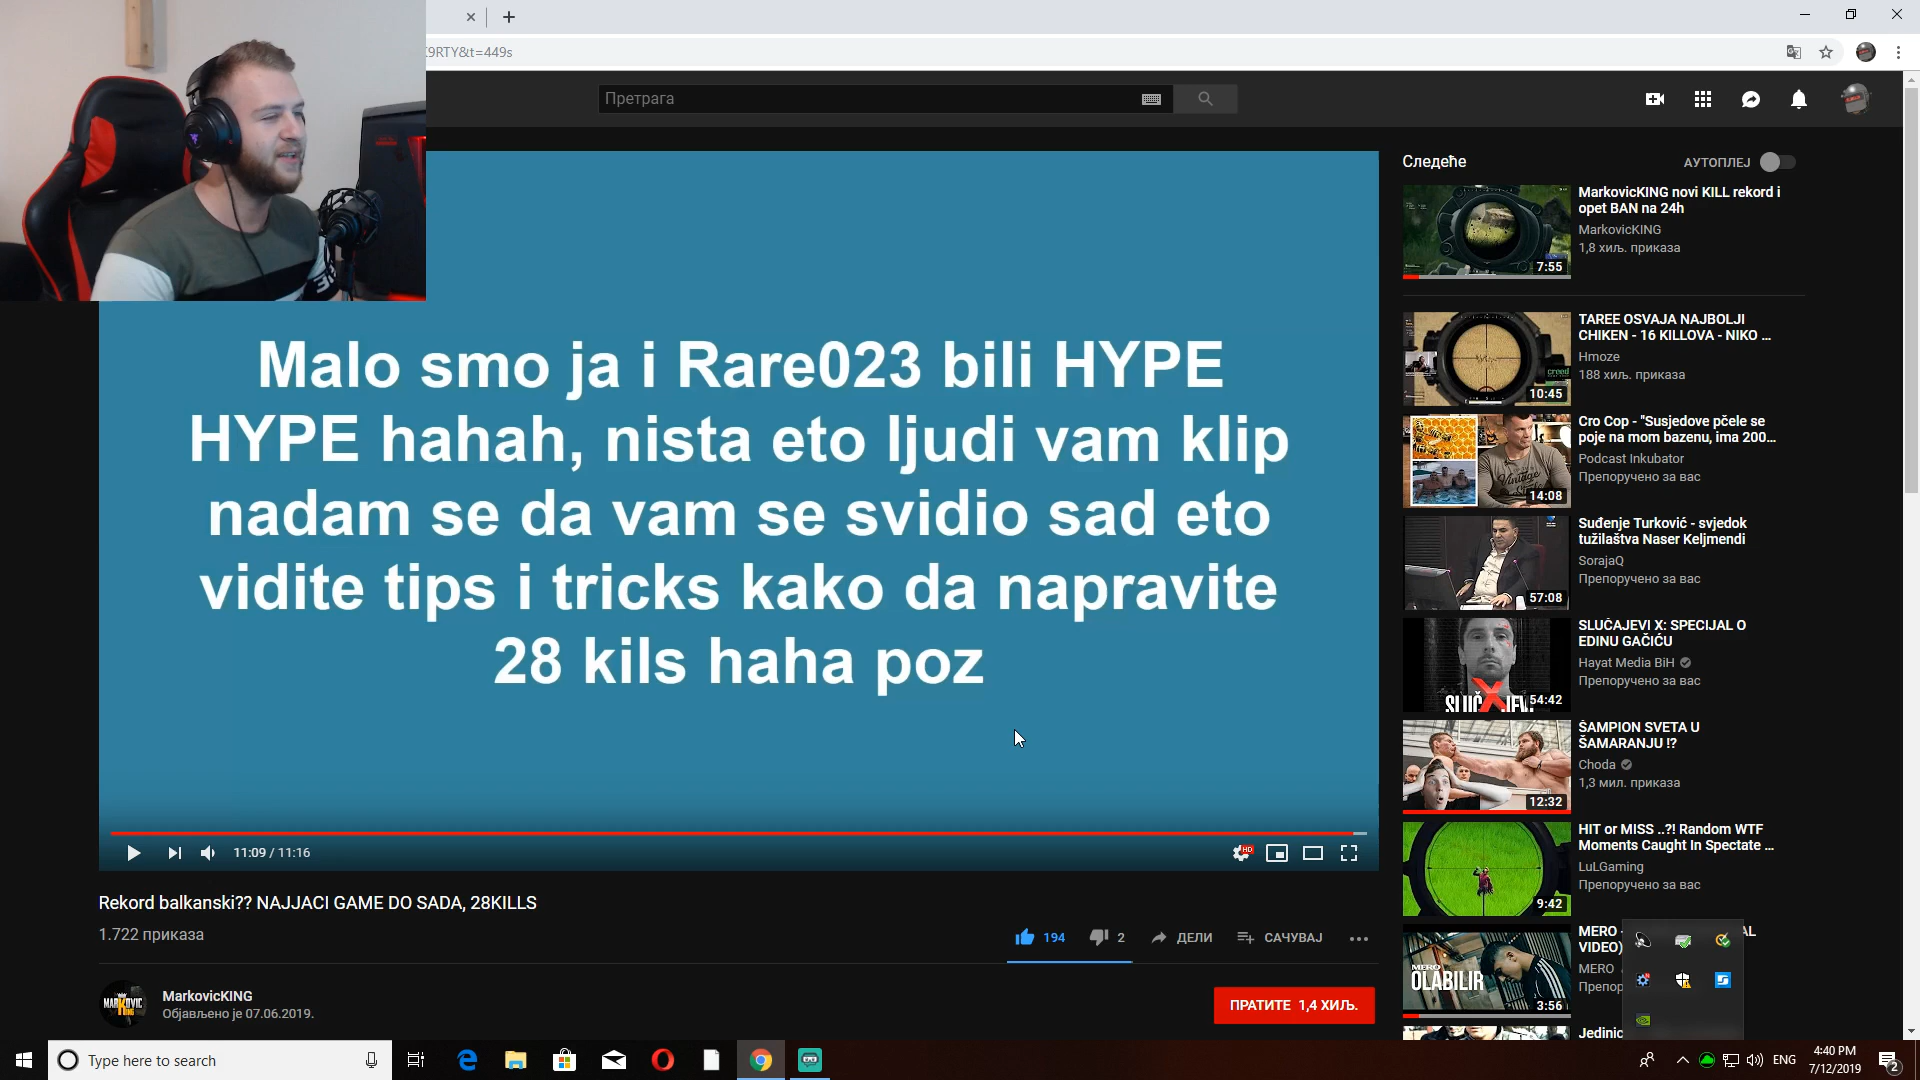 9RTY&t=449s
Претрага
Malo smo ja i Rare023 bili HYPE
HYPE hahah, nista eto ljudi vam klip
nadam se da vam se svidio sad eto
vidite tips i tricks kako da napravite
28 kils haha poz
11:09 / 11:16
HD
Rekord balkanski?? NAJJACI GAME DO SADA, 28KILLS
1.722 приказа
194
2
ДЕЛИ
САЧУВАЈ
MARKOVIC
KING
MarkovicKING
Објављено је 07.06.2019.
ПРАТИТЕ 1,4 ХИЉ.
Следеће
АУТОПЛЕЈ
MarkovicKING novi KILL rekord i
opet BAN na 24h
MarkovicKING
1,8 хиљ. приказа
7:55
TAREE OSVAJA NAJBOLJI
CHIKEN - 16 KILLOVA - NIKO ...
Hmoze
188 хиљ. приказа
10:45
Cro Cop - "Susjedove pčele se
poje na mom bazenu, ima 200...
Podcast Inkubator
Препоручено за вас
14:08
Suđenje Turković - svjedok
tužilaštva Naser Keljmendi
SorajaQ
Препоручено за вас
57:08
SLUČAJEVI X: SPECIJAL O
EDINU GAČIĆU
Hayat Media BiH
Препоручено за вас
54:42
ŠAMPION SVETA U
ŠAMARANJU !?
Choda
1,3 мил. приказа
12:32
HIT or MISS ..?! Random WTF
Moments Caught In Spectate ...
LuLGaming
Препоручено за вас
9:42
MERO
AL
VIDEO)
MERO
Препор
MERO
OLABILIR
3:56
Jedinic
Type here to search
ENG
4:40 PM
7/12/2019
2